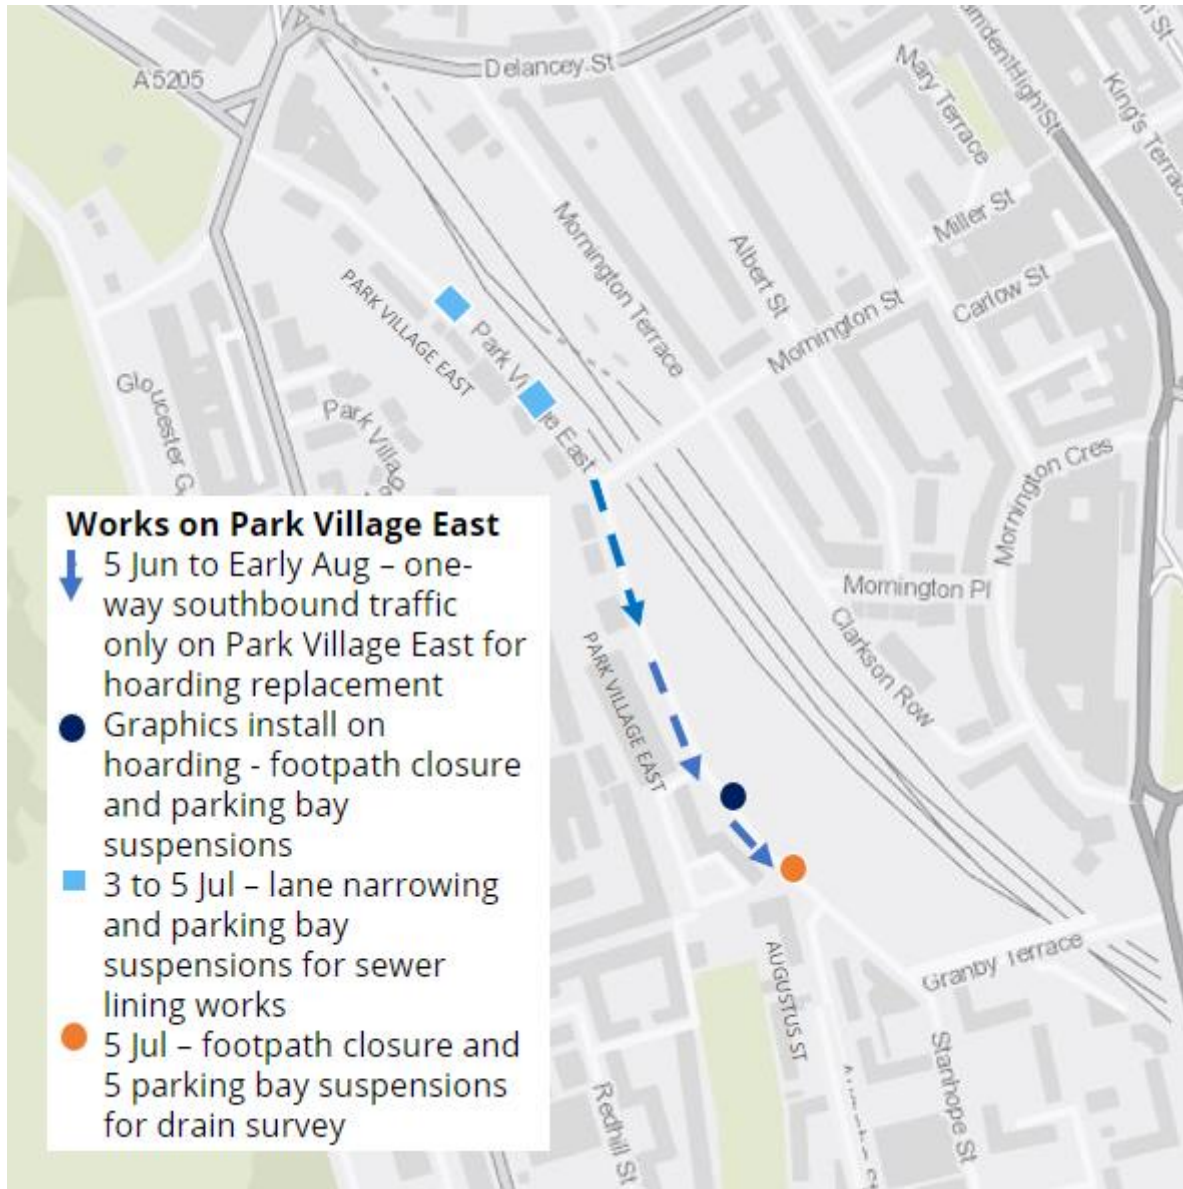 A5205
Delancey St
Mary Terrace
Camden High St
King's Terrace
St
Miller St
Mornington Terrace
Albert St
Carlow St
Mornington St
PARK VILLAGE EAST
Park Village East
Gloucester G
Park Villag
Mornington Cres
Mornington Pl
Clarkson Row
PARK VILLAGE EAST
Works on Park Village East
5 Jun to Early Aug – one-
way southbound traffic
only on Park Village East for
hoarding replacement
Graphics install on
hoarding - footpath closure
and parking bay
suspensions
3 to 5 Jul – lane narrowing
and parking bay
suspensions for sewer
lining works
5 Jul – footpath closure and
5 parking bay suspensions
for drain survey
Granby Terrace
AUGUSTUS ST
Stanhope St
Redhill St